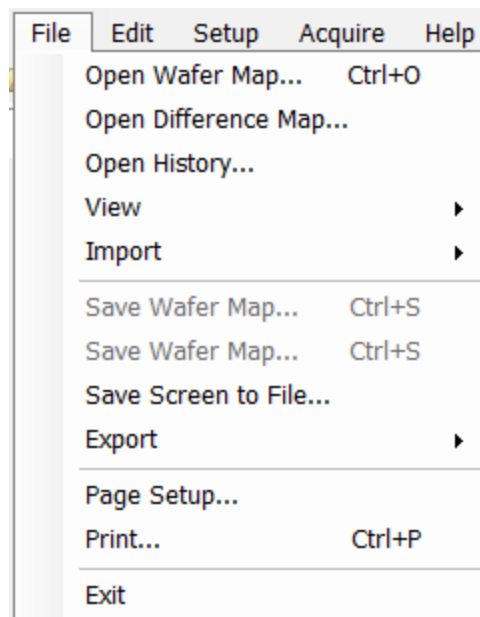 File Edit Setup Acquire Help
Open Wafer Map... Ctrl+O
Open Difference Map...
Open History...
View
Import
Save Wafer Map... Ctrl+S
Save Wafer Map... Ctrl+S
Save Screen to File...
Export
Page Setup...
Print... Ctrl+P
Exit